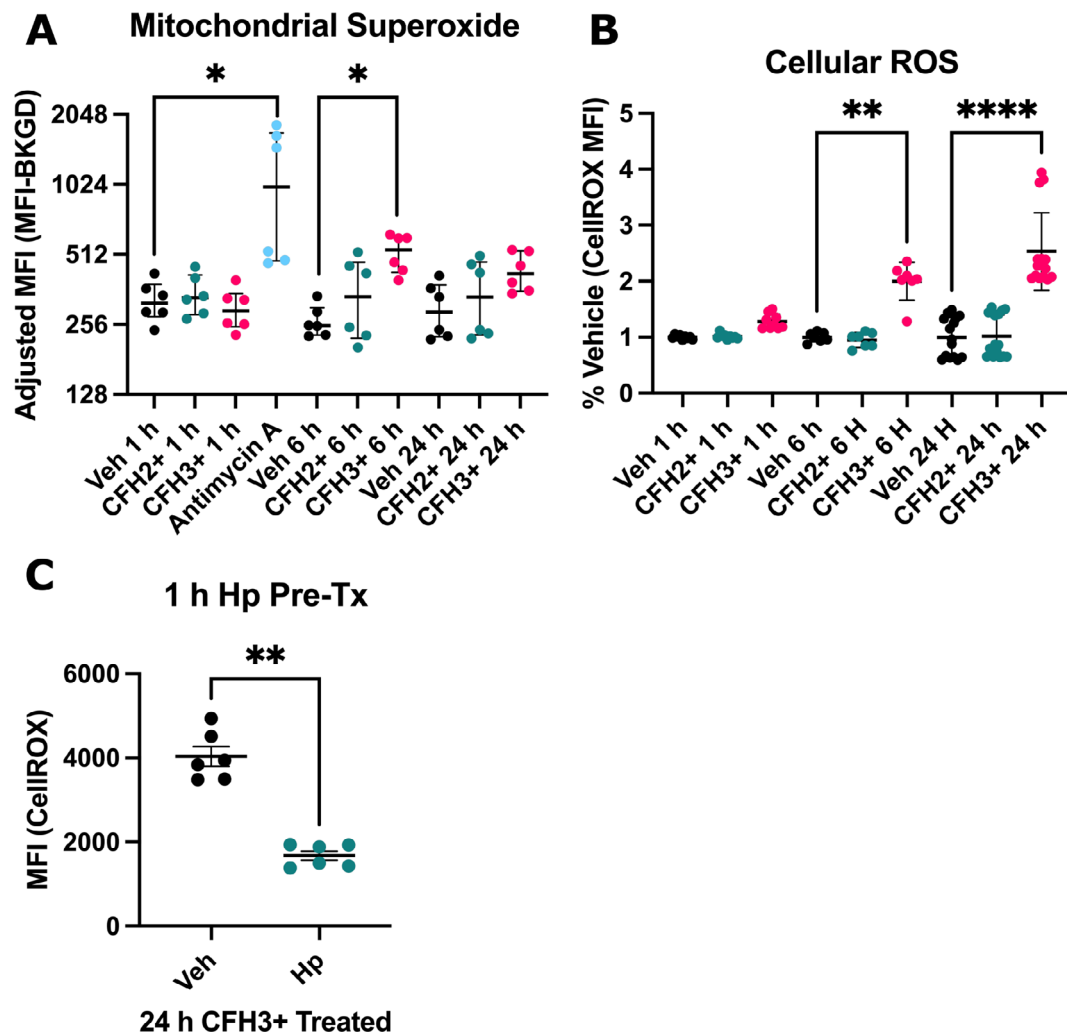 A
Mitochondrial Superoxide
Adjusted MFI (MFI-BKGD)
2048
1024
512
256
128
*
*
Veh 1 h
CFH2+ 1 h
CFH3+ 1 h
Antimycin A
Veh 6 h
CFH2+ 6 h
CFH3+ 6 h
Veh 24 h
CFH2+ 24 h
CFH3+ 24 h
B
Cellular ROS
% Vehicle (CellROX MFI)
5
4
3
2
1
0
**
****
Veh 1 h
CFH2+ 1 h
CFH3+ 1 h
Veh 6 h
CFH2+ 6 H
CFH3+ 6 H
Veh 24 H
CFH2+ 24 h
CFH3+ 24 h
C
1 h Hp Pre-Tx
MFI (CellROX)
6000
4000
2000
0
**
Veh
Hp
24 h CFH3+ Treated